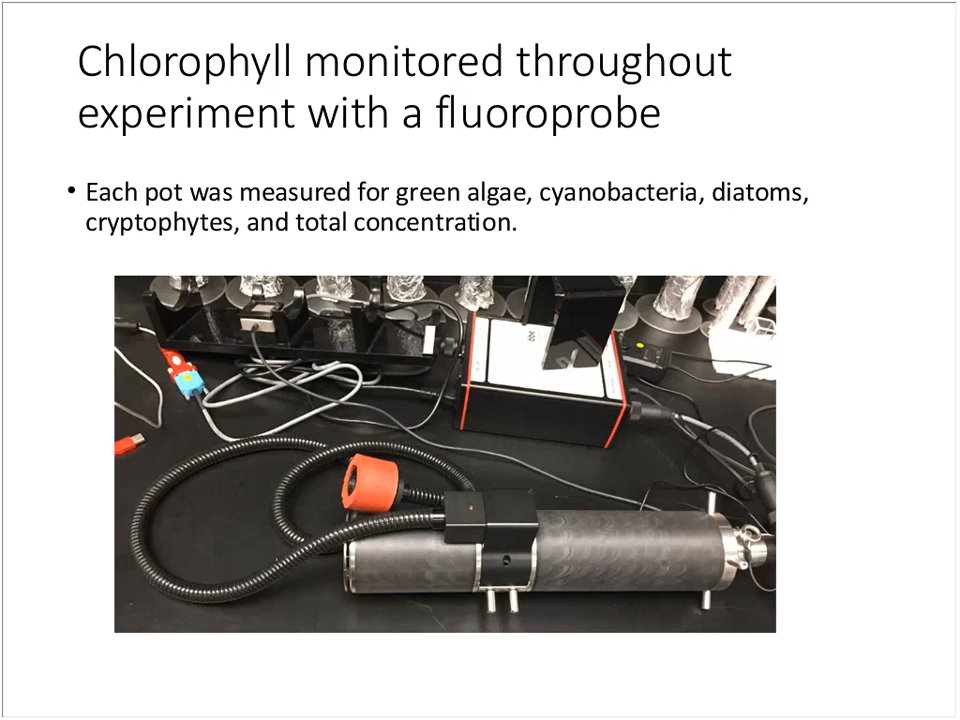 Chlorophyll monitored throughout
experiment with a fluoroprobe
• Each pot was measured for green algae, cyanobacteria, diatoms,
cryptophytes, and total concentration.